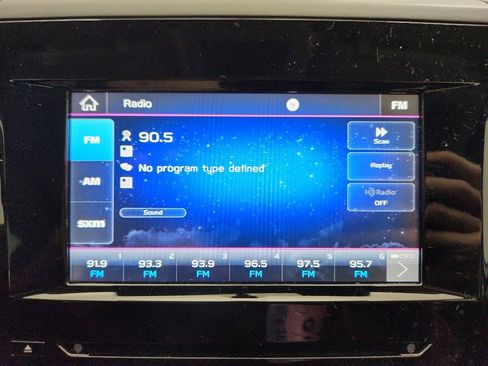 Radio FM
FM
90.5
Scan
No program type defined
Replay
AM
HD Radio
OFF
sxm
Sound
1 2 3 4 5 6
91.9 93.3 93.9 96.5 97.5 95.7
FM FM FM FM FM FM